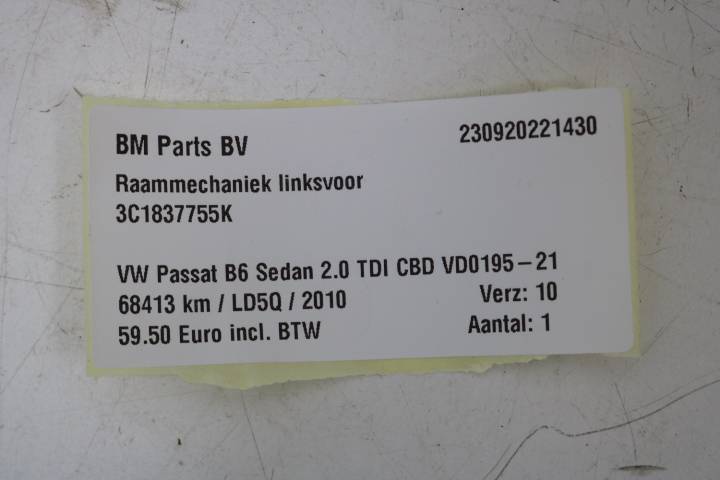 BM Parts BV 230920221430
Raammechaniek linksvoor
3C1837755K
VW Passat B6 Sedan 2.0 TDI CBD VD0195-21
68413 km / LD5Q / 2010 Verz: 10
59.50 Euro incl. BTW Aantal: 1